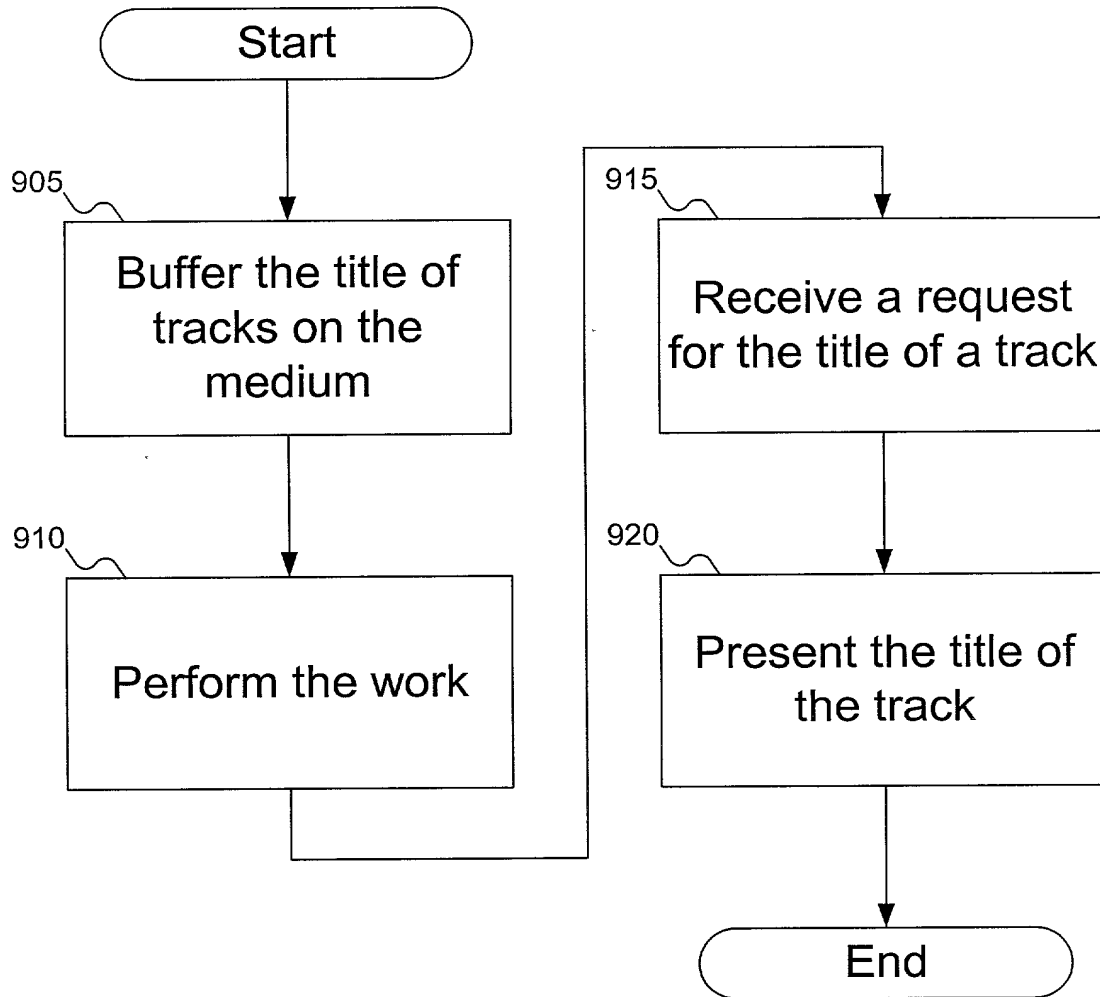 Start
905
Buffer the title of
tracks on the
medium
910
Perform the work
915
Receive a request
for the title of a track
920
Present the title of
the track
End